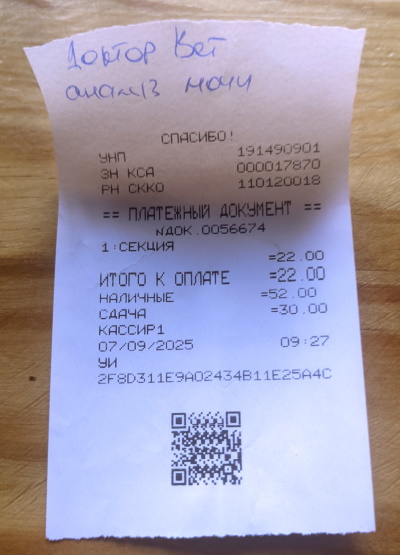 Доктор Вет
анализ мочи
СПАСИБО!
УНП 191490901
ЗН КСА 000017870
РН СККО 110120018
== ПЛАТЕЖНЫЙ ДОКУМЕНТ ==
№ДОК.0056674
1:СЕКЦИЯ
=22.00
ИТОГО К ОПЛАТЕ =22.00
НАЛИЧНЫЕ =52.00
СДАЧА =30.00
КАССИР1
07/09/2025 09:27
УИ
2F8D311E9A02434B11E25A4C